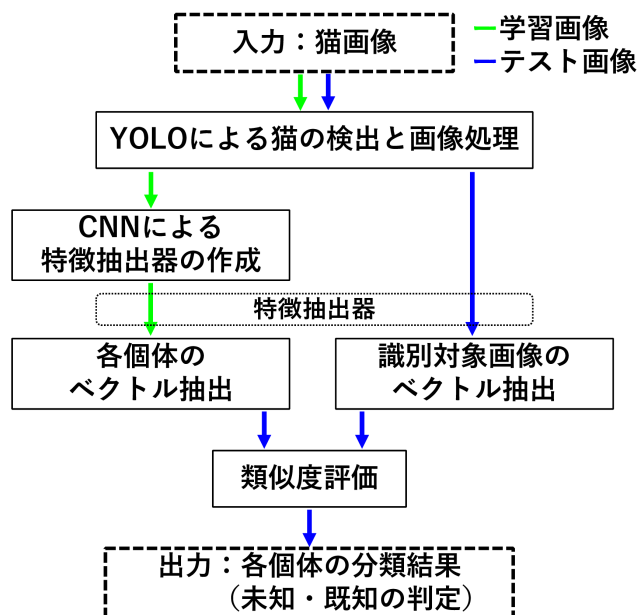 入力：猫画像
学習画像
テスト画像
YOLOによる猫の検出と画像処理
CNNによる
特徴抽出器の作成
特徴抽出器
各個体の
ベクトル抽出
識別対象画像の
ベクトル抽出
類似度評価
出力：各個体の分類結果
（未知・既知の判定）